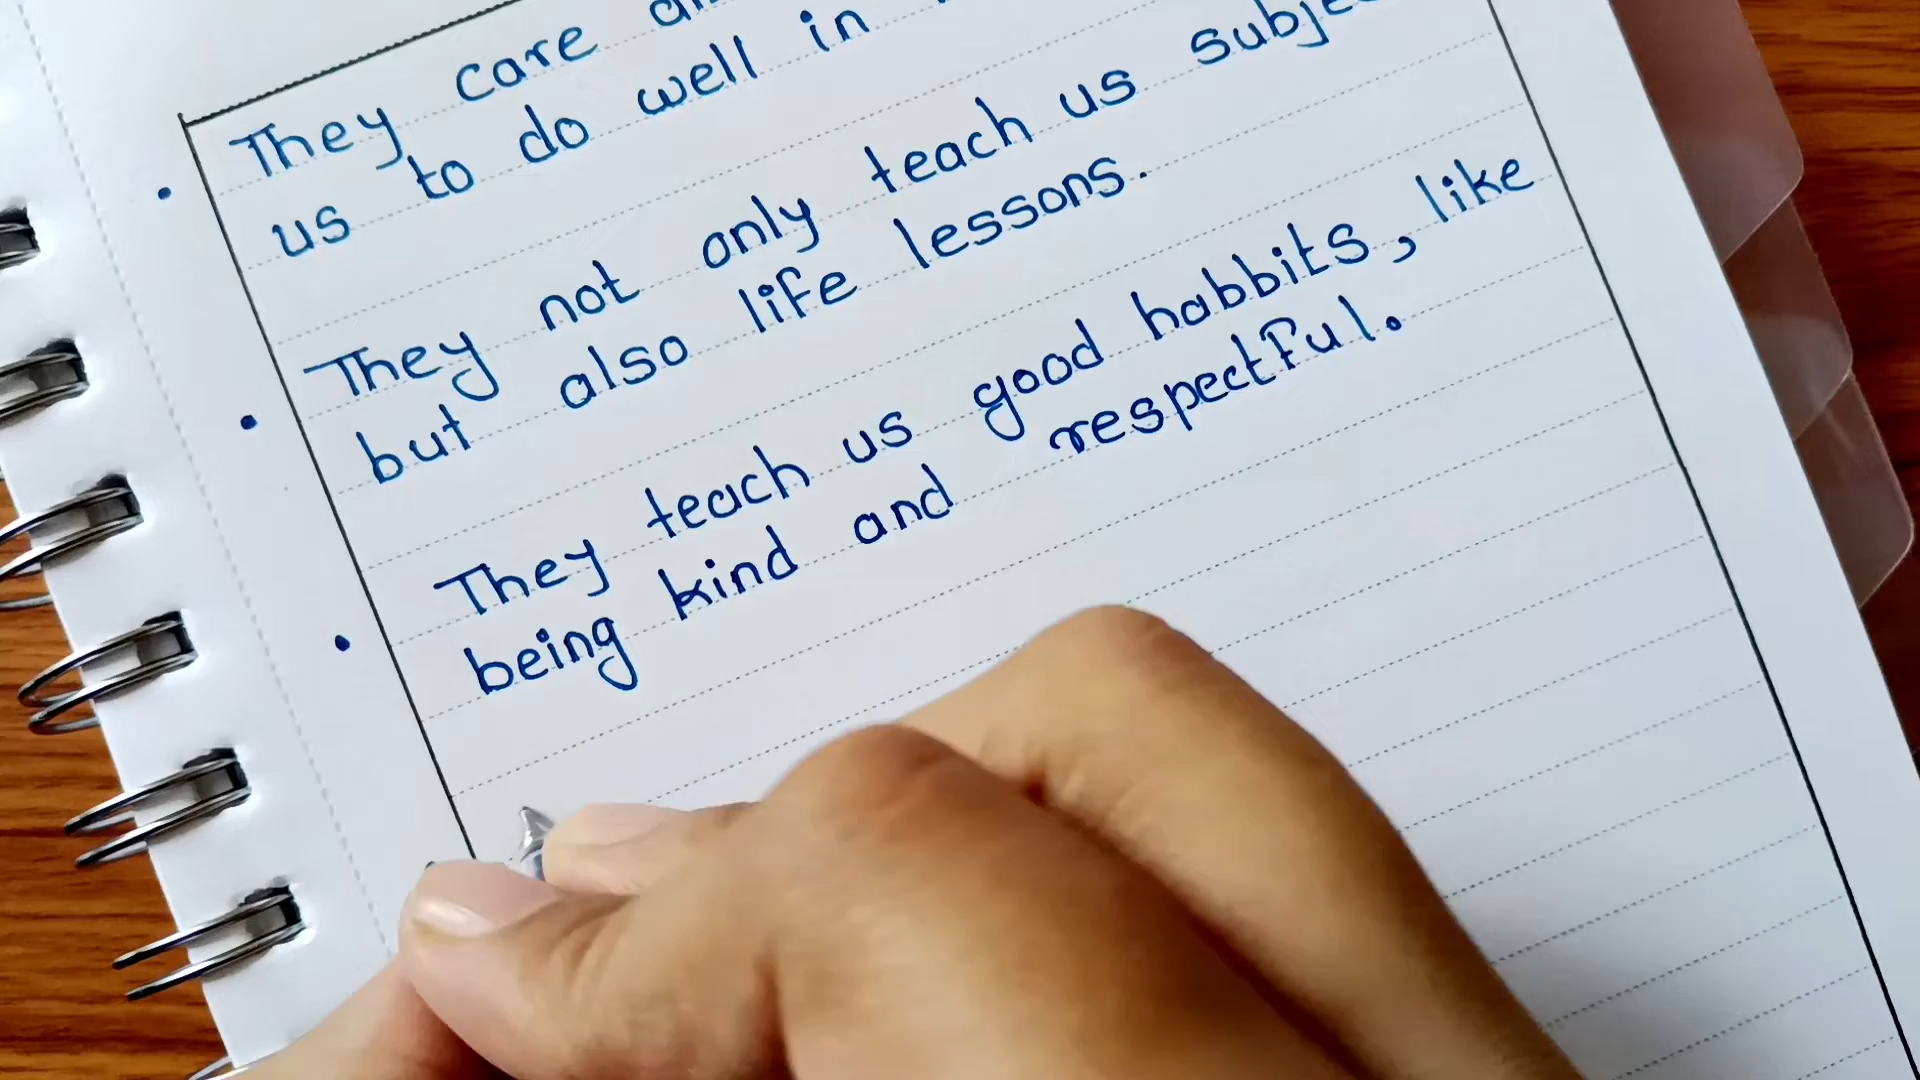 They care
us to do well in
They not only teach us
but also life lessons.
They teach us good habbits, like
being kind and respectful.